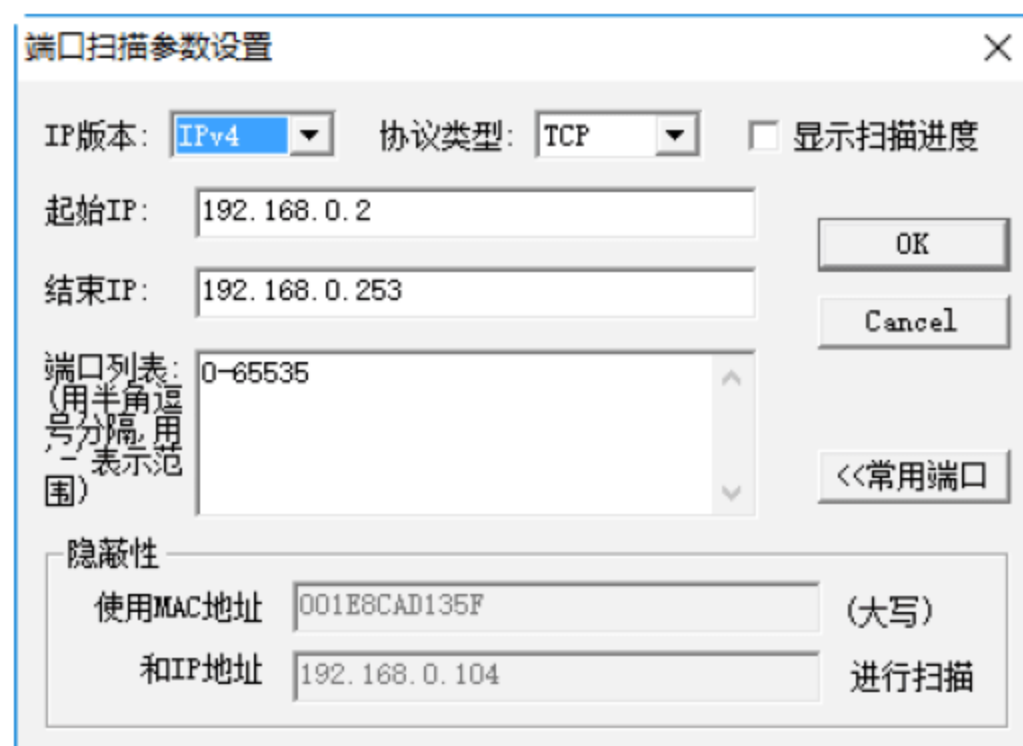 端口扫描参数设置
IP版本: IPv4 协议类型: TCP 显示扫描进度
起始IP: 192.168.0.2
OK
结束IP: 192.168.0.253
Cancel
端口列表: 0-65535
(用半角逗
号分隔,用
'-'表示范
围)
<<常用端口
隐蔽性
使用MAC地址 001E8CAD135F (大写)
和IP地址 192.168.0.104 进行扫描